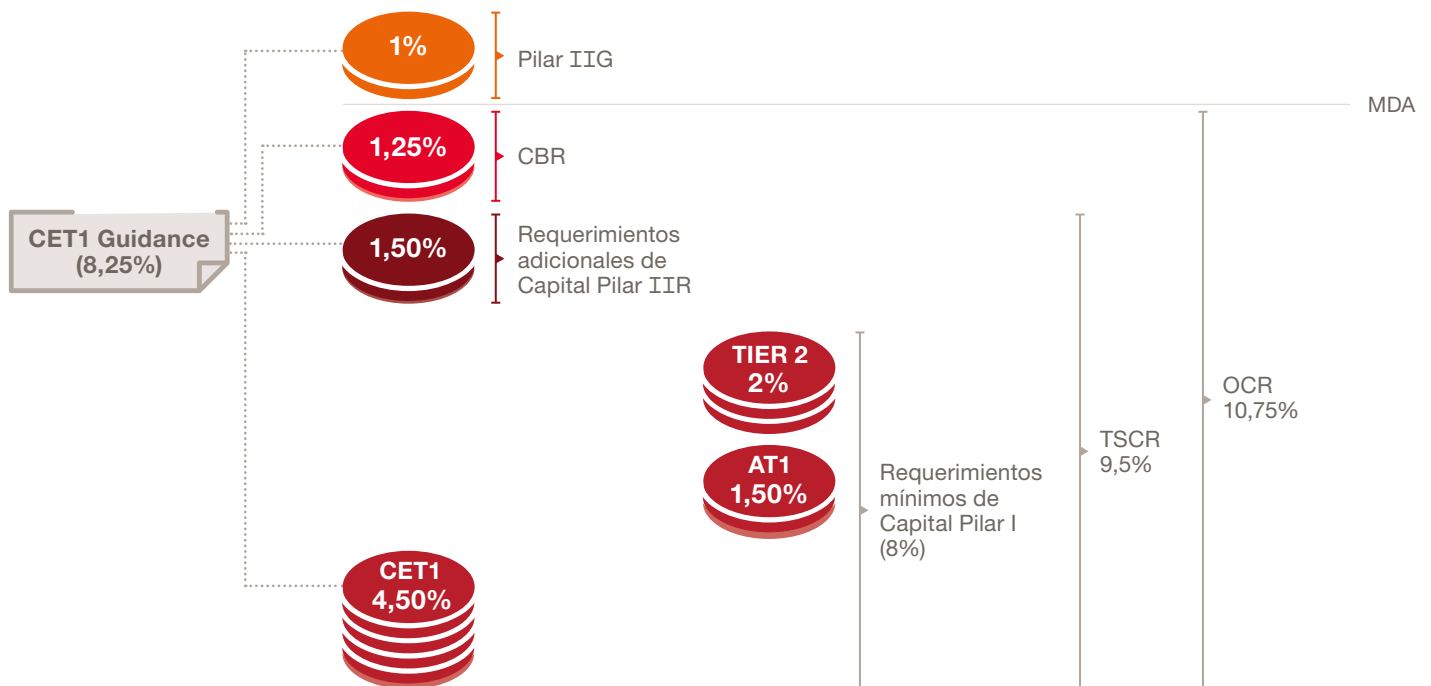 1%
Pilar IIG
MDA
1,25%
CBR
CET1 Guidance
(8,25%)
1,50%
Requerimientos
adicionales de
Capital Pilar IIR
TIER 2
2%
OCR
10,75%
TSCR
9,5%
AT1
1,50%
Requerimientos
mínimos de
Capital Pilar I
(8%)
CET1
4,50%